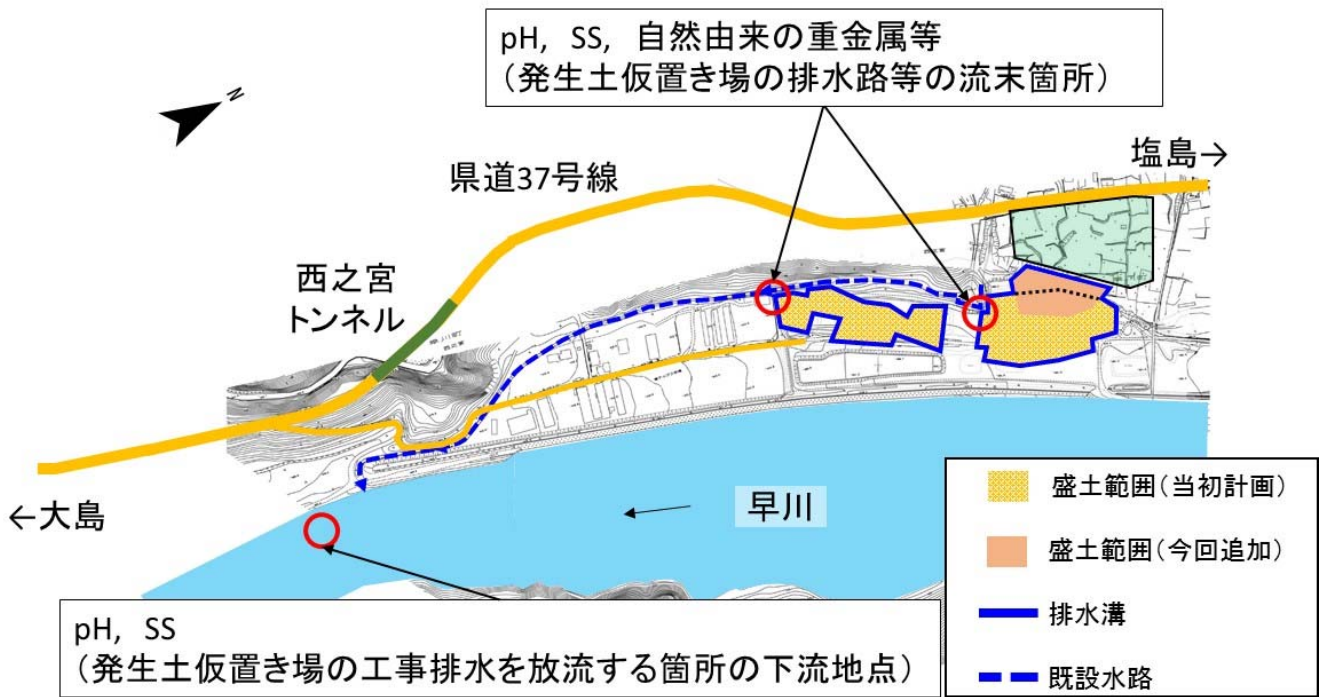 pH, SS, 自然由来の重金属等
（発生土仮置き場の排水路等の流末箇所）
N
塩島→
県道37号線
西之宮
トンネル
早川町
←大島
早川
pH, SS
（発生土仮置き場の工事排水を放流する箇所の下流地点）
盛土範囲（当初計画）
盛土範囲（今回追加）
排水溝
既設水路